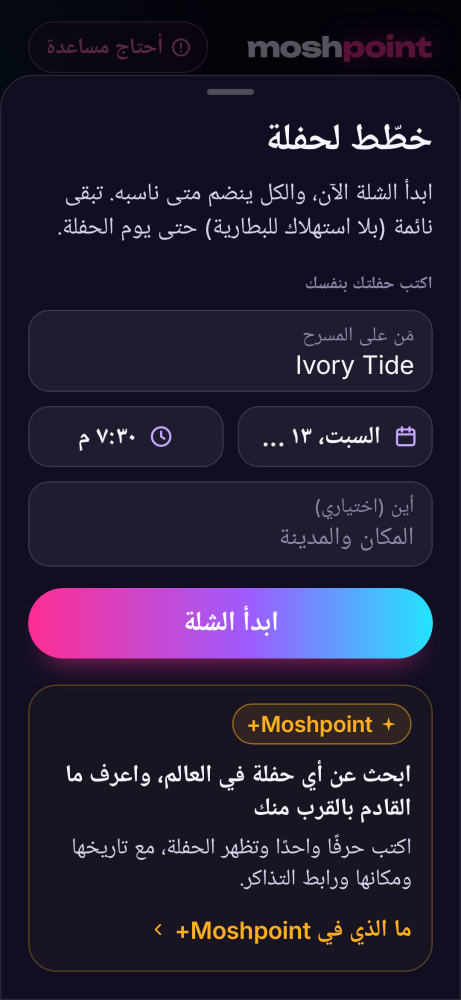 moshpoint
أحتاج مساعدة
خطّط لحفلة
ابدأ الشلة الآن، والكل ينضم متى ناسبه. تبقى
نائمة (بلا استهلاك للبطارية) حتى يوم الحفلة.
اكتب حفلتك بنفسك
مَن على المسرح
Ivory Tide
السبت، ١٣ ...
٧:٣٠ م
أين (اختياري)
المكان والمدينة
ابدأ الشلة
Moshpoint+
ابحث عن أي حفلة في العالم، واعرف ما
القادم بالقرب منك
اكتب حرفًا واحدًا وتظهر الحفلة، مع تاريخها
ومكانها ورابط التذاكر.
ما الذي في Moshpoint+